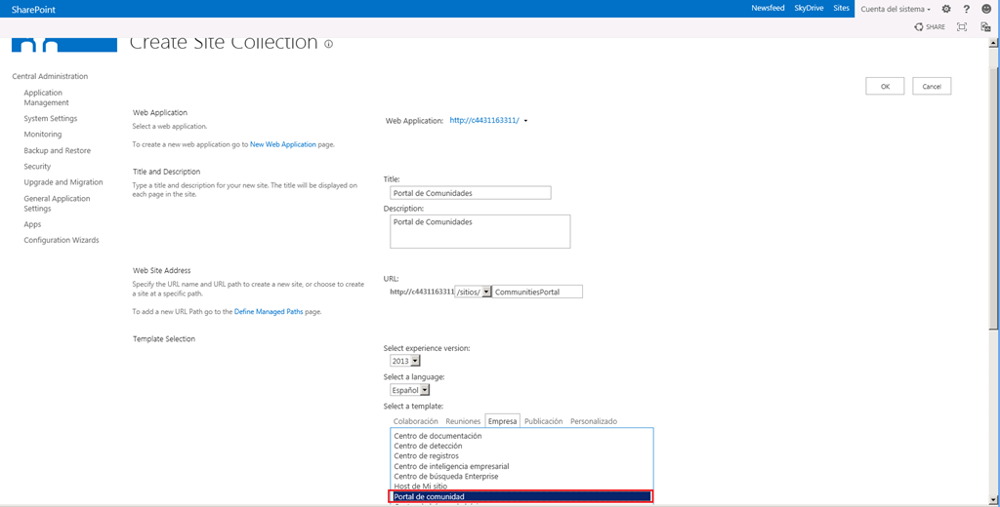 SharePoint
Newsfeed SkyDrive Sites Cuenta del sistema
SHARE
Create Site Collection
Central Administration
Application
Management
System Settings
Monitoring
Backup and Restore
Security
Upgrade and Migration
General Application
Settings
Apps
Configuration Wizards
OK Cancel
Web Application
Select a web application.
To create a new web application go to New Web Application page.
Web Application: http://c4431163311/
Title and Description
Type a title and description for your new site. The title will be displayed
on each page in the site.
Title:
Portal de Comunidades
Description:
Portal de Comunidades
Web Site Address
Specify the URL name and URL path to create a new site, or choose to create
a site at a specific path.
To add a new URL Path go to the Define Managed Paths page.
URL:
http://c4431163311 /sitios/ CommunitiesPortal
Template Selection
Select experience version:
2013
Select a language:
Español
Select a template:
Colaboración Reuniones Empresa Publicación Personalizado
Centro de documentación
Centro de detección
Centro de registros
Centro de inteligencia empresarial
Centro de búsqueda Enterprise
Host de Mi sitio
Portal de comunidad